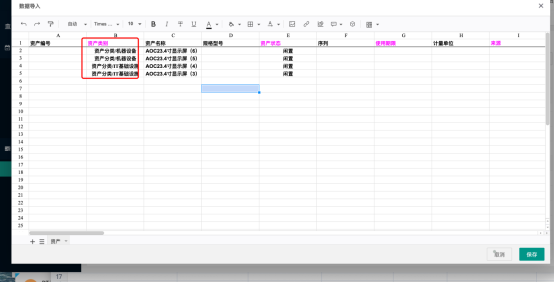 数据导入
自动 Times... 10 B
A B C D E F G H I
1 资产编号 资产类别 资产名称 规格型号 资产状态 序列 使用期限 计量单位 来源
2 资产分类/机器设备 AOC23.4寸显示屏（6） 闲置
3 资产分类/机器设备 AOC23.4寸显示屏（5） 闲置
4 资产分类/IT基础设施 AOC23.4寸显示屏（4） 闲置
5 资产分类/IT基础设施 AOC23.4寸显示屏（3） 闲置
6
7
8
9
10
11
12
13
14
15
16
17
18
19
20
21
22
23
24
25
资产
取消 保存
17